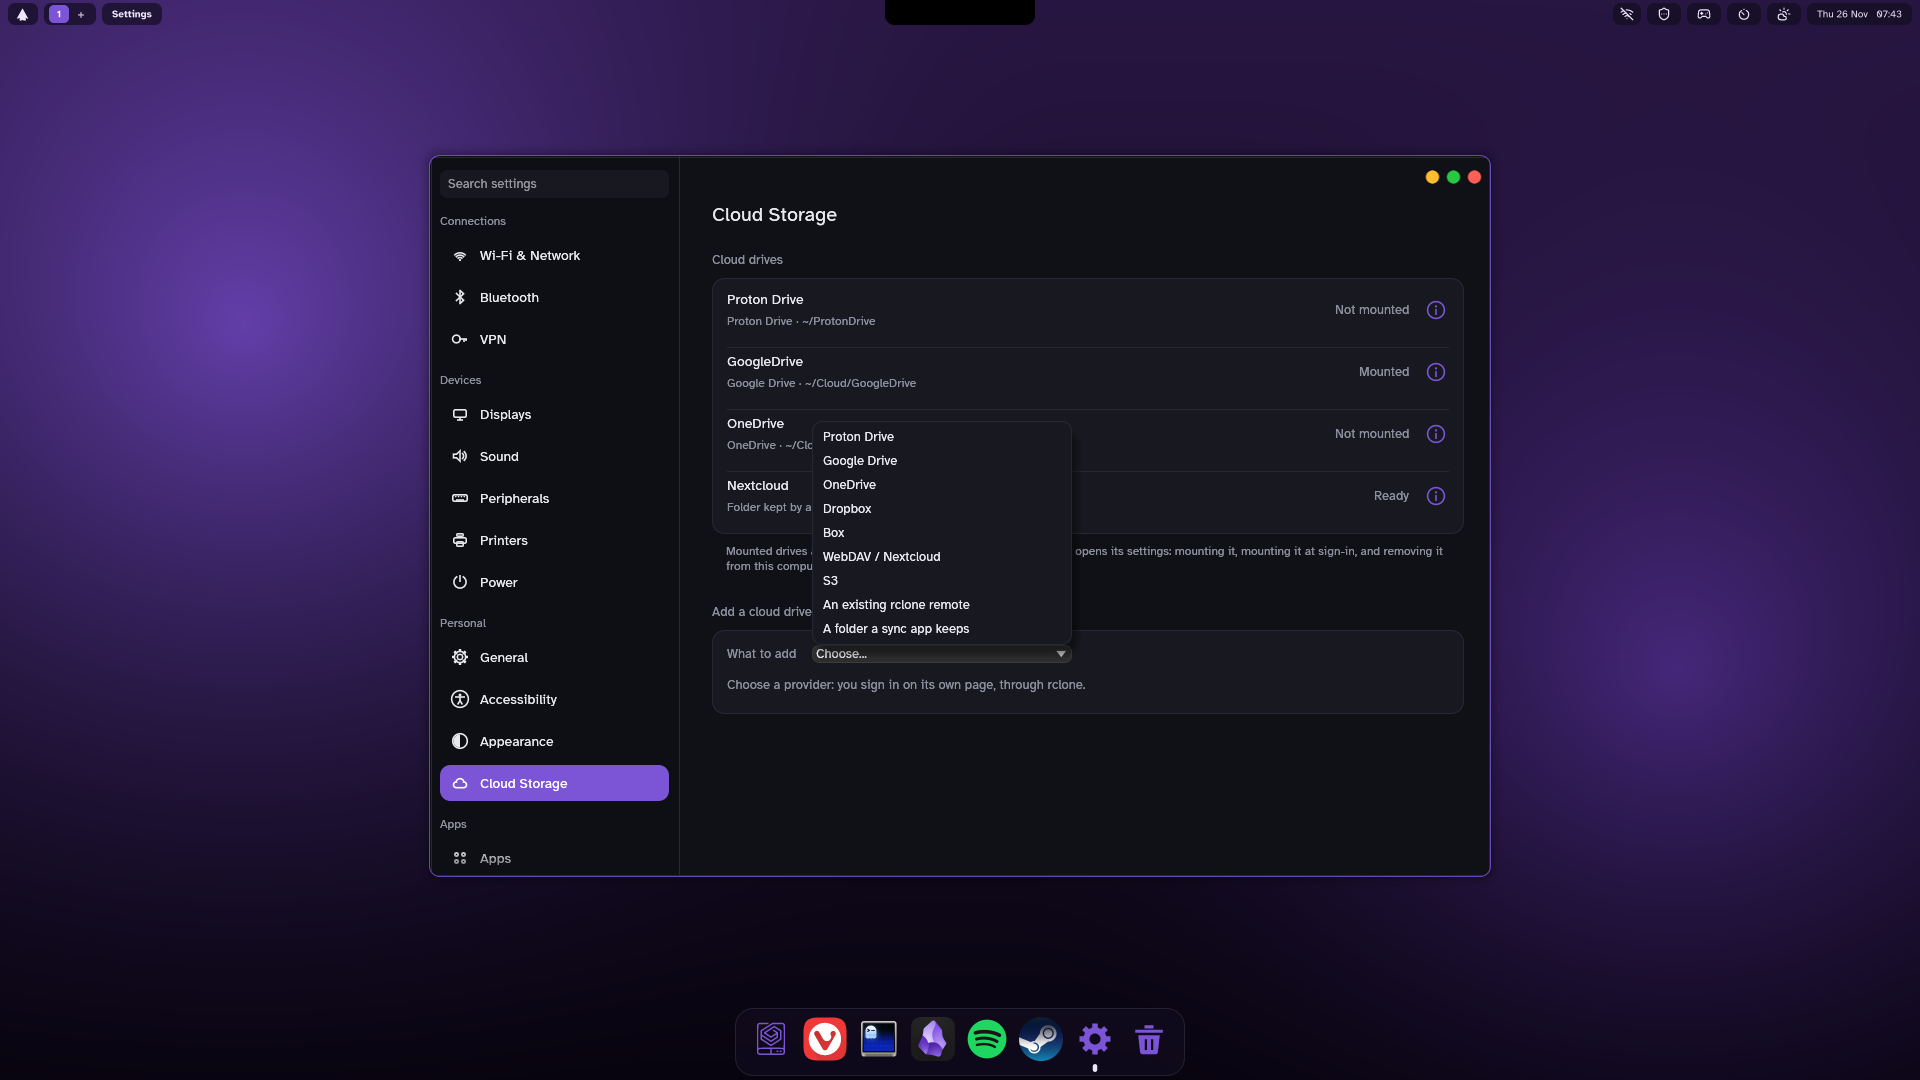 1 + Settings
Thu 26 Nov 07:43
Search settings
Connections
Wi-Fi & Network
Bluetooth
VPN
Devices
Displays
Sound
Peripherals
Printers
Power
Personal
General
Accessibility
Appearance
Cloud Storage
Apps
Apps
Cloud Storage
Cloud drives
Proton Drive
Proton Drive · ~/ProtonDrive
Not mounted
GoogleDrive
Google Drive · ~/Cloud/GoogleDrive
Mounted
OneDrive
OneDrive · ~/Clo
Not mounted
Nextcloud
Folder kept by a
Ready
Mounted drives opens its settings: mounting it, mounting it at sign-in, and removing it
from this compu
Add a cloud drive
Proton Drive
Google Drive
OneDrive
Dropbox
Box
WebDAV / Nextcloud
S3
An existing rclone remote
A folder a sync app keeps
What to add Choose...
Choose a provider: you sign in on its own page, through rclone.